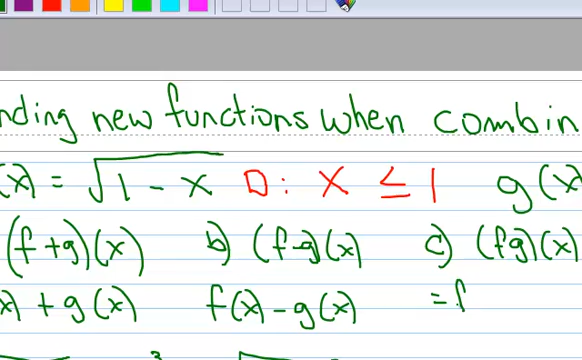 nding new functions when combin
(x) = √1 - x D: x ≤ 1 g(x)
(f+g)(x) b) (f-g)(x) c) (fg)(x)
x) + g(x) f(x) - g(x) = f